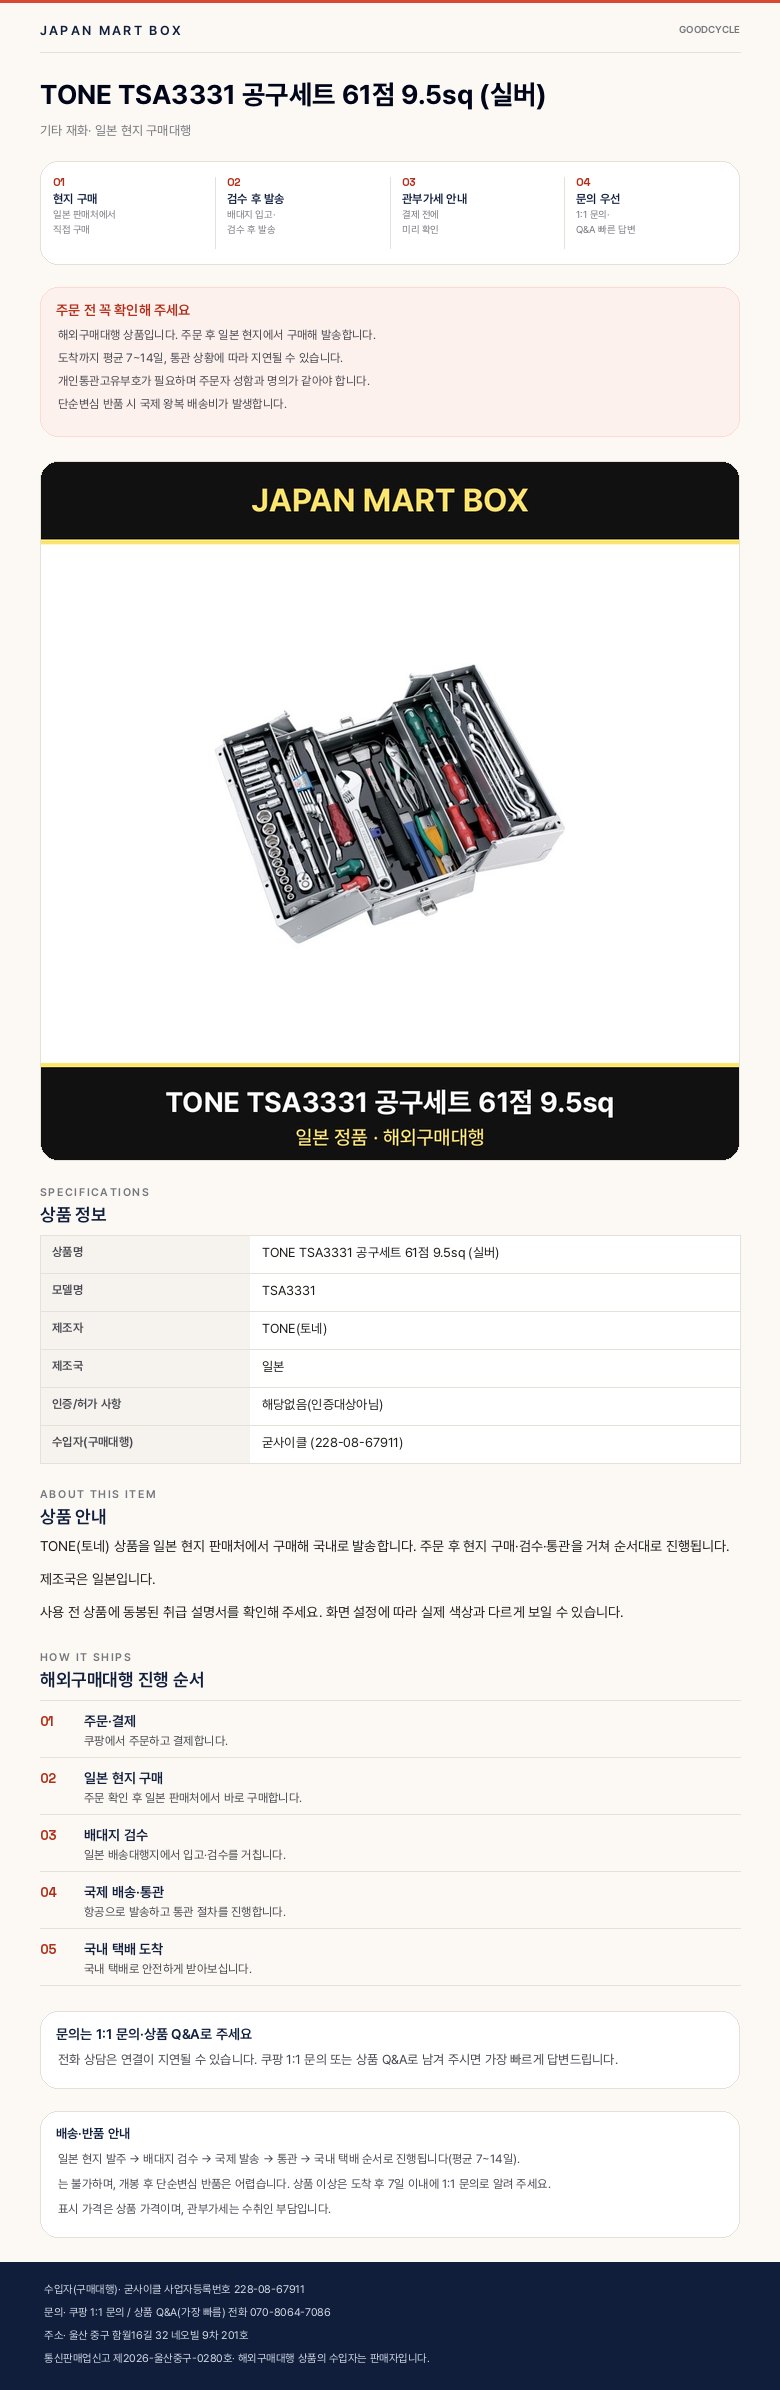 JAPAN MART BOX
GOODCYCLE
TONE TSA3331 공구세트 61점 9.5sq (실버)
기타 재화· 일본 현지 구매대행
01
현지 구매
일본 판매처에서
직접 구매
02
검수 후 발송
배대지 입고·
검수 후 발송
03
관부가세 안내
결제 전에
미리 확인
04
문의 우선
1:1 문의·
Q&A 빠른 답변
주문 전 꼭 확인해 주세요
해외구매대행 상품입니다. 주문 후 일본 현지에서 구매해 발송합니다.
도착까지 평균 7~14일, 통관 상황에 따라 지연될 수 있습니다.
개인통관고유부호가 필요하며 주문자 성함과 명의가 같아야 합니다.
단순변심 반품 시 국제 왕복 배송비가 발생합니다.
JAPAN MART BOX
TONE TSA3331 공구세트 61점 9.5sq
일본 정품 · 해외구매대행
SPECIFICATIONS
상품 정보
상품명 TONE TSA3331 공구세트 61점 9.5sq (실버)
모델명 TSA3331
제조자 TONE(토네)
제조국 일본
인증/허가 사항 해당없음(인증대상아님)
수입자(구매대행) 굳사이클 (228-08-67911)
ABOUT THIS ITEM
상품 안내
TONE(토네) 상품을 일본 현지 판매처에서 구매해 국내로 발송합니다. 주문 후 현지 구매·검수·통관을 거쳐 순서대로 진행됩니다.
제조국은 일본입니다.
사용 전 상품에 동봉된 취급 설명서를 확인해 주세요. 화면 설정에 따라 실제 색상과 다르게 보일 수 있습니다.
HOW IT SHIPS
해외구매대행 진행 순서
01 주문·결제
쿠팡에서 주문하고 결제합니다.
02 일본 현지 구매
주문 확인 후 일본 판매처에서 바로 구매합니다.
03 배대지 검수
일본 배송대행지에서 입고·검수를 거칩니다.
04 국제 배송·통관
항공으로 발송하고 통관 절차를 진행합니다.
05 국내 택배 도착
국내 택배로 안전하게 받아보십니다.
문의는 1:1 문의·상품 Q&A로 주세요
전화 상담은 연결이 지연될 수 있습니다. 쿠팡 1:1 문의 또는 상품 Q&A로 남겨 주시면 가장 빠르게 답변드립니다.
배송·반품 안내
일본 현지 발주 → 배대지 검수 → 국제 발송 → 통관 → 국내 택배 순서로 진행됩니다(평균 7~14일).
는 불가하며, 개봉 후 단순변심 반품은 어렵습니다. 상품 이상은 도착 후 7일 이내에 1:1 문의로 알려 주세요.
표시 가격은 상품 가격이며, 관부가세는 수취인 부담입니다.
수입자(구매대행)· 굳사이클 사업자등록번호 228-08-67911
문의· 쿠팡 1:1 문의 / 상품 Q&A(가장 빠름) 전화 070-8064-7086
주소· 울산 중구 함월16길 32 네오빌 9차 201호
통신판매업신고 제2026-울산중구-0280호· 해외구매대행 상품의 수입자는 판매자입니다.